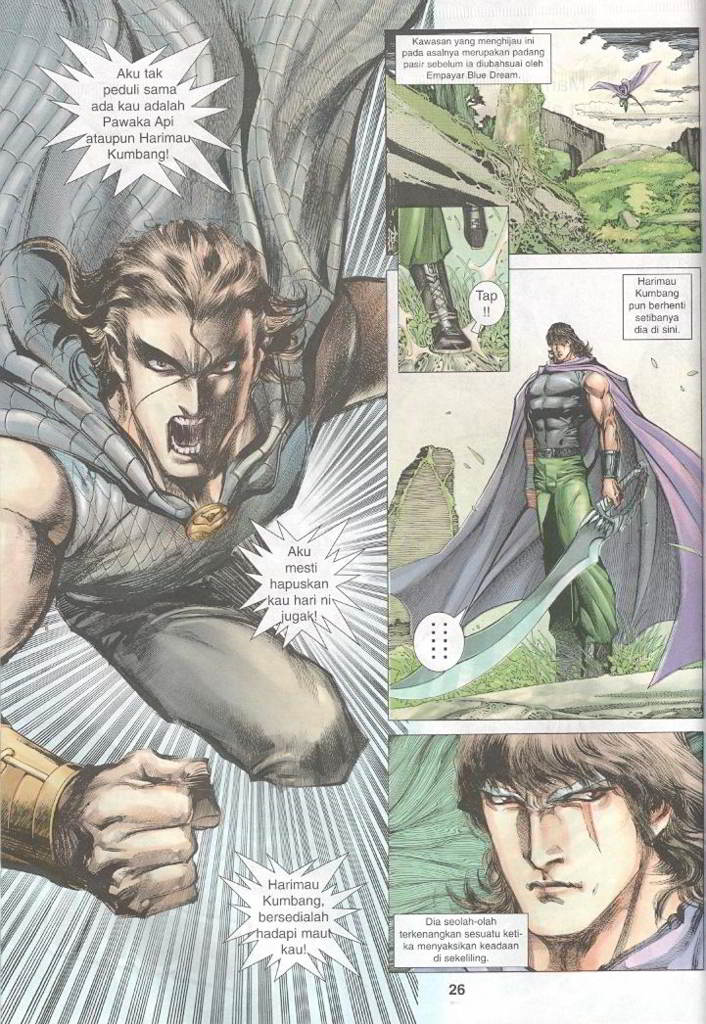 Aku tak
peduli sama
ada kau adalah
Pawaka Api
ataupun Harimau
Kumbang!
Aku
mesti
hapuskan
kau hari ni
jugak!
Harimau
Kumbang,
bersedialah
hadapi maut
kau!
Kawasan yang menghijau ini
pada asalnya merupakan padang
pasir sebelum ia diubahsuai oleh
Empayar Blue Dream.
Tap
!!
Harimau
Kumbang
pun berhenti
setibanya
dia di sini.
⋮⋮
Dia seolah-olah
terkenangkan sesuatu keti-
ka menyaksikan keadaan
di sekeliling.
26